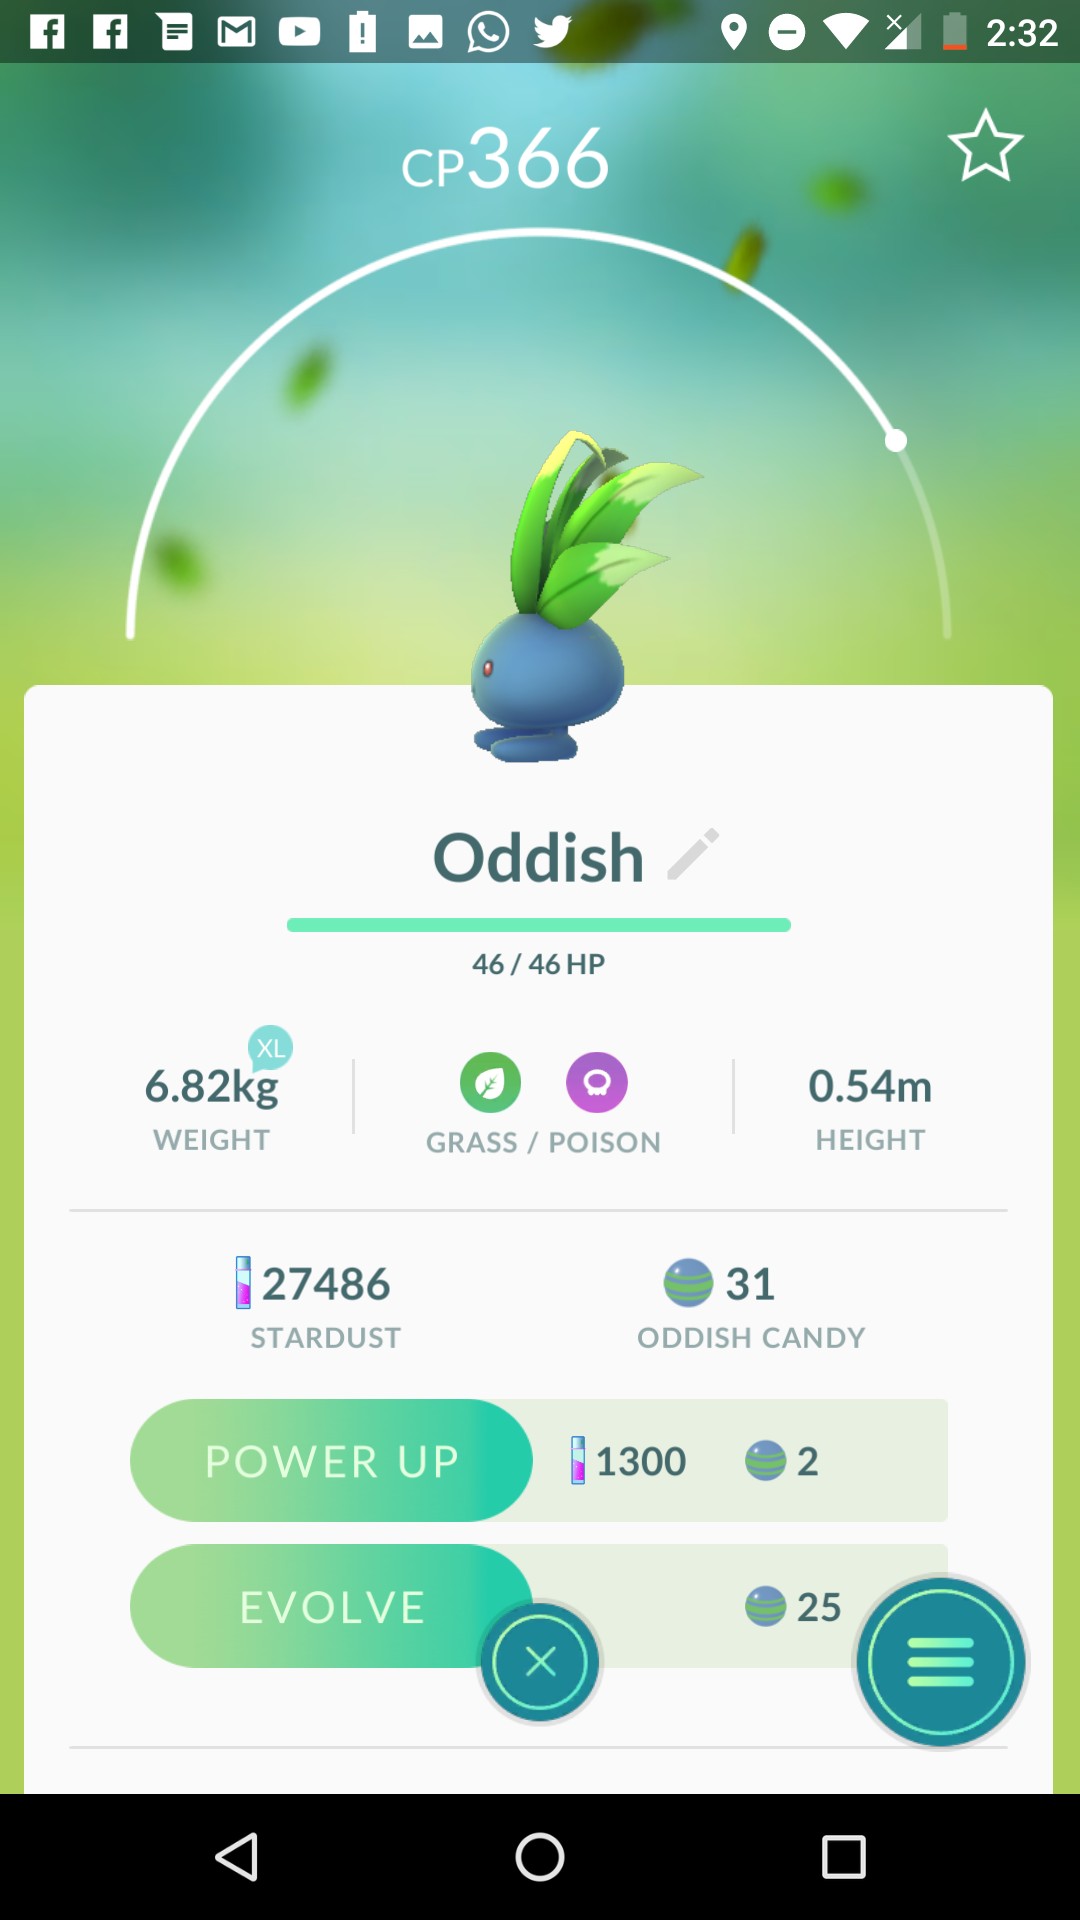 2:32
CP366
Oddish
46 / 46 HP
XL
6.82kg
WEIGHT
GRASS / POISON
0.54m
HEIGHT
27486
STARDUST
31
ODDISH CANDY
POWER UP 1300 2
EVOLVE 25